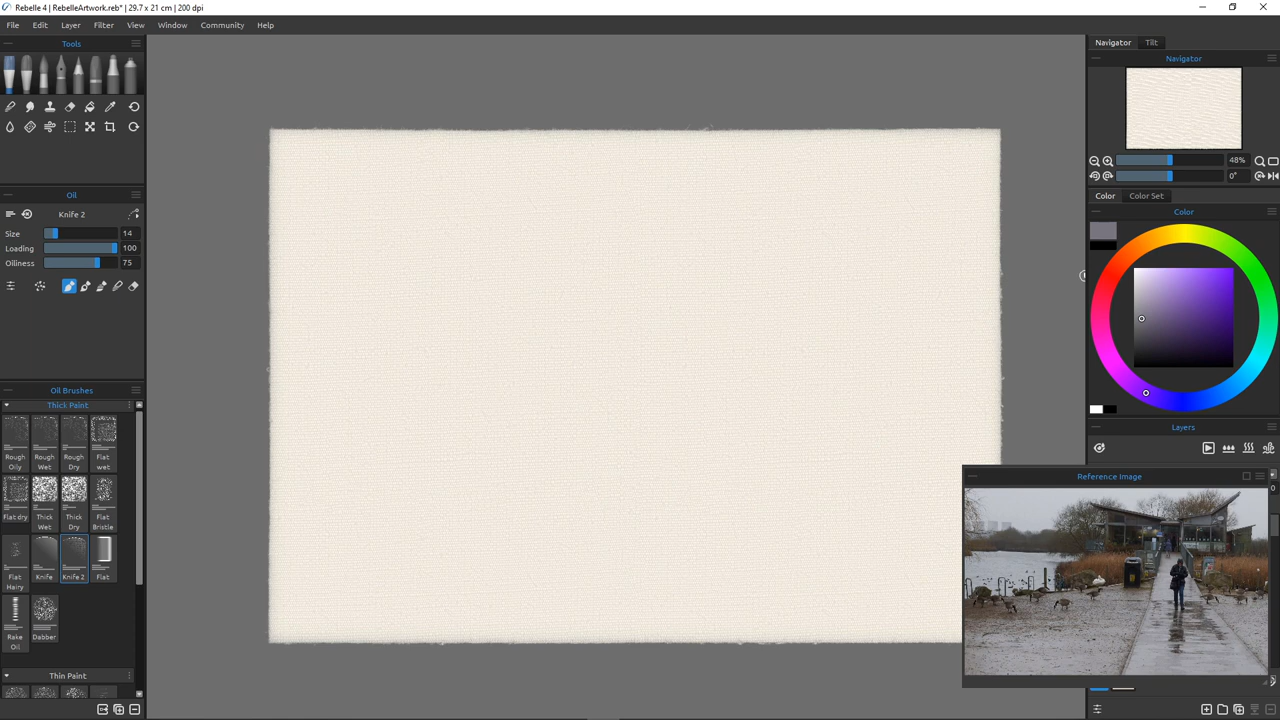 Rebelle 4 | RebelleArtwork.reb* | 29.7 x 21 cm | 200 dpi
File Edit Layer Filter View Window Community Help
Tools
Oil
Knife 2
Size 14
Loading 100
Oiliness 75
Oil Brushes
Thick Paint
Rough Oily
Rough Wet
Rough Dry
Flat wet
Flat dry
Thick Wet
Thick Dry
Flat Bristle
Flat Hairy
Knife
Knife 2
Flat
Rake Oil
Dabber
Thin Paint
Navigator Tilt
Navigator
48%
0°
Color Color Set
Color
Layers
Reference Image
0